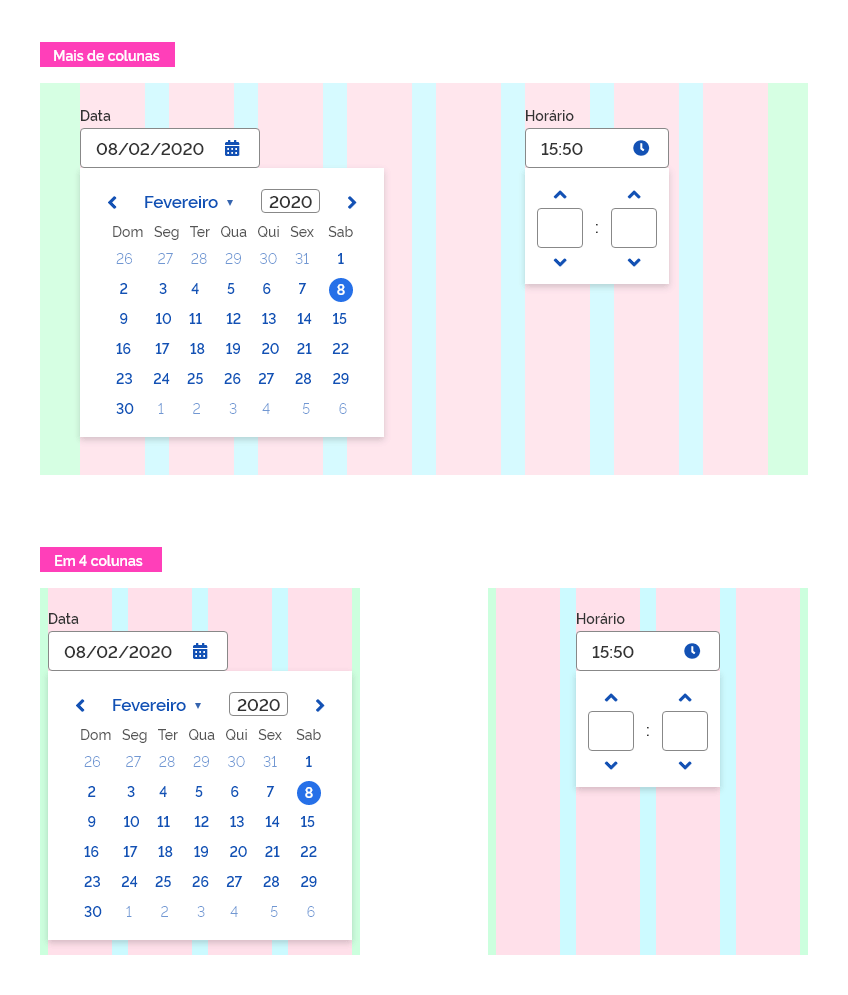 Mais de colunas
Data
08/02/2020
Fevereiro ▾ 2020
Dom Seg Ter Qua Qui Sex Sab
26 27 28 29 30 31 1
2 3 4 5 6 7 8
9 10 11 12 13 14 15
16 17 18 19 20 21 22
23 24 25 26 27 28 29
30 1 2 3 4 5 6
Horário
15:50
:
Em 4 colunas
Data
08/02/2020
Fevereiro ▾ 2020
Dom Seg Ter Qua Qui Sex Sab
26 27 28 29 30 31 1
2 3 4 5 6 7 8
9 10 11 12 13 14 15
16 17 18 19 20 21 22
23 24 25 26 27 28 29
30 1 2 3 4 5 6
Horário
15:50
: